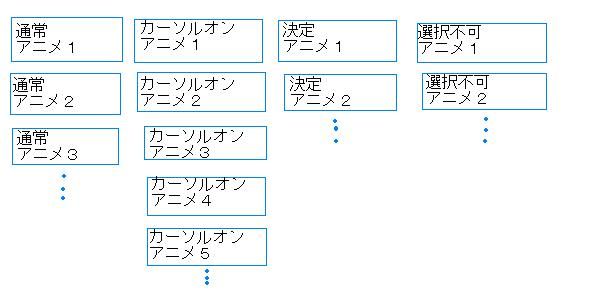 通常
アニメ１
カーソルオン
アニメ１
決定
アニメ１
選択不可
アニメ１
通常
アニメ２
カーソルオン
アニメ２
決定
アニメ２
選択不可
アニメ２
通常
アニメ３
カーソルオン
アニメ３
カーソルオン
アニメ４
カーソルオン
アニメ５